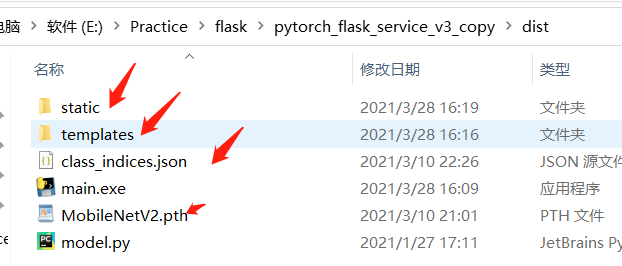 电脑 › 软件 (E:) › Practice › flask › pytorch_flask_service_v3_copy › dist
名称 修改日期 类型
static 2021/3/28 16:19 文件夹
templates 2021/3/28 16:16 文件夹
class_indices.json 2021/3/10 22:26 JSON 源文件
main.exe 2021/3/28 16:09 应用程序
MobileNetV2.pth 2021/3/10 21:01 PTH 文件
model.py 2021/1/27 17:11 JetBrains Py